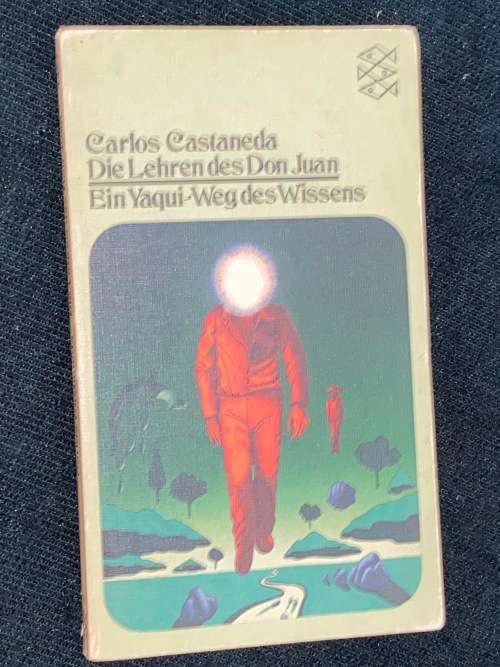 Carlos Castaneda
Die Lehren des Don Juan
Ein Yaqui-Weg des Wissens